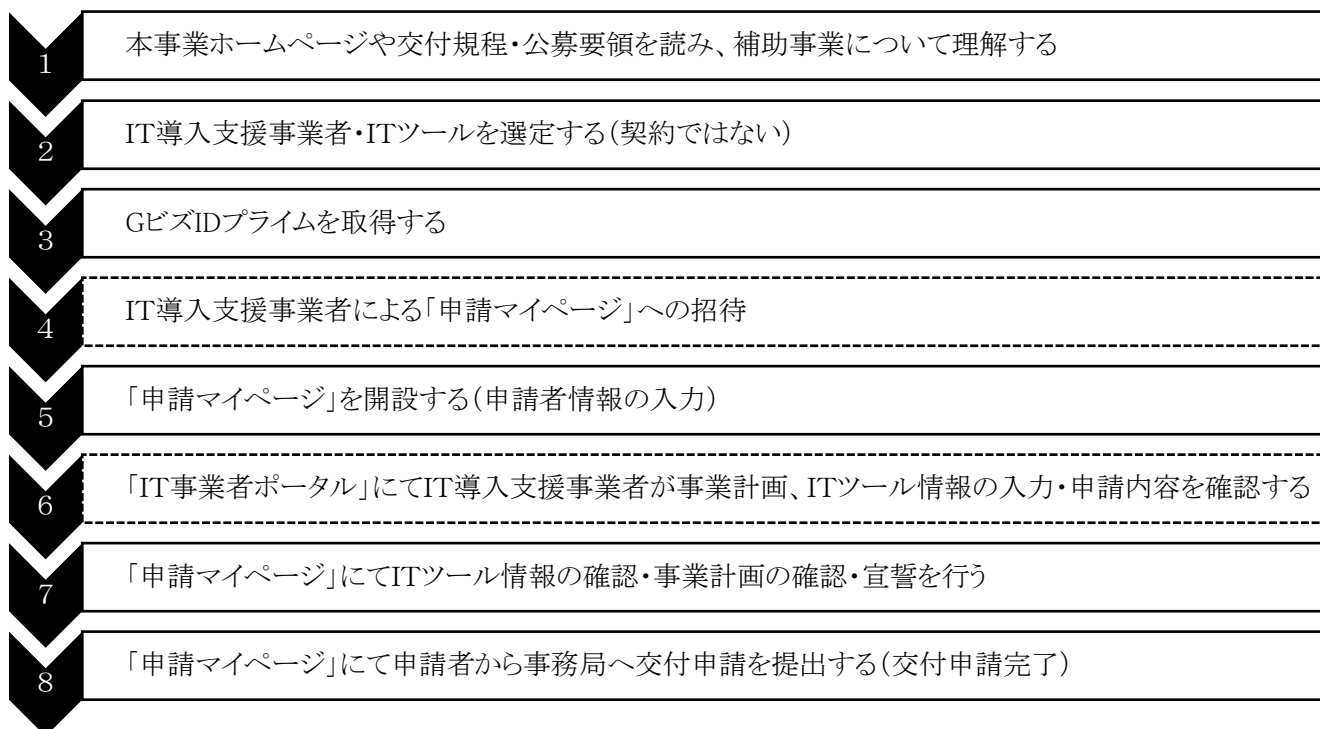 1
本事業ホームページや交付規程・公募要領を読み、補助事業について理解する
2
IT導入支援事業者・ITツールを選定する(契約ではない)
3
GビズIDプライムを取得する
4
IT導入支援事業者による「申請マイページ」への招待
5
「申請マイページ」を開設する(申請者情報の入力)
6
「IT事業者ポータル」にてIT導入支援事業者が事業計画、ITツール情報の入力・申請内容を確認する
7
「申請マイページ」にてITツール情報の確認・事業計画の確認・宣誓を行う
8
「申請マイページ」にて申請者から事務局へ交付申請を提出する(交付申請完了)